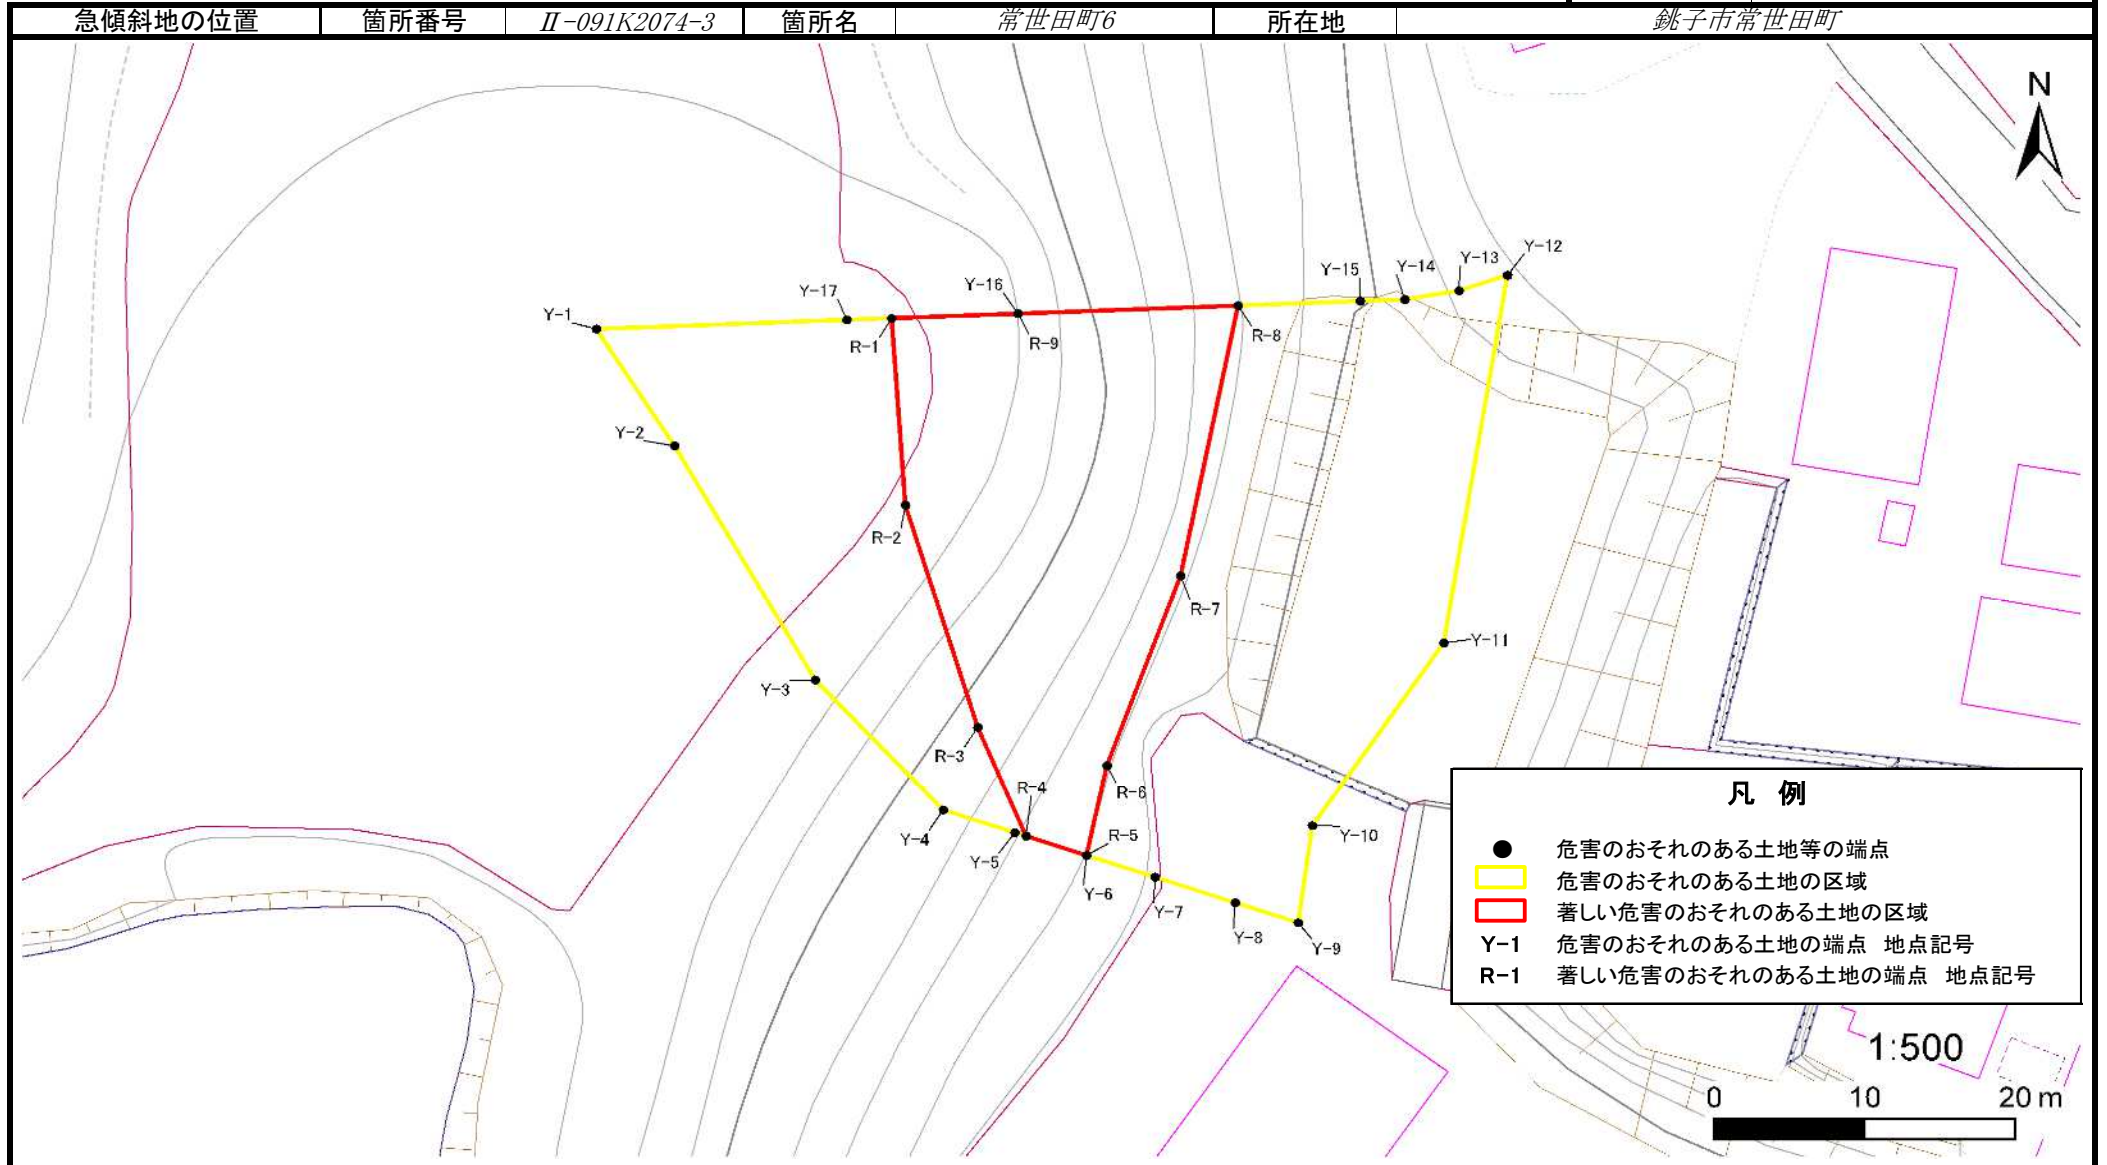 急傾斜地の位置 箇所番号 Ⅱ-091K2074-3 箇所名 常世田町6 所在地 銚子市常世田町
N
Y-12
Y-13
Y-15 Y-14
Y-17 Y-16
Y-1
R-1 R-9 R-8
Y-2
R-2
R-7
Y-11
Y-3
R-3
R-6
R-4
Y-4 R-5 Y-10
Y-5
Y-6 Y-7
Y-8 Y-9
凡 例
● 危害のおそれのある土地等の端点
危害のおそれのある土地の区域
著しい危害のおそれのある土地の区域
Y-1 危害のおそれのある土地の端点 地点記号
R-1 著しい危害のおそれのある土地の端点 地点記号
1:500
0 10 20 m